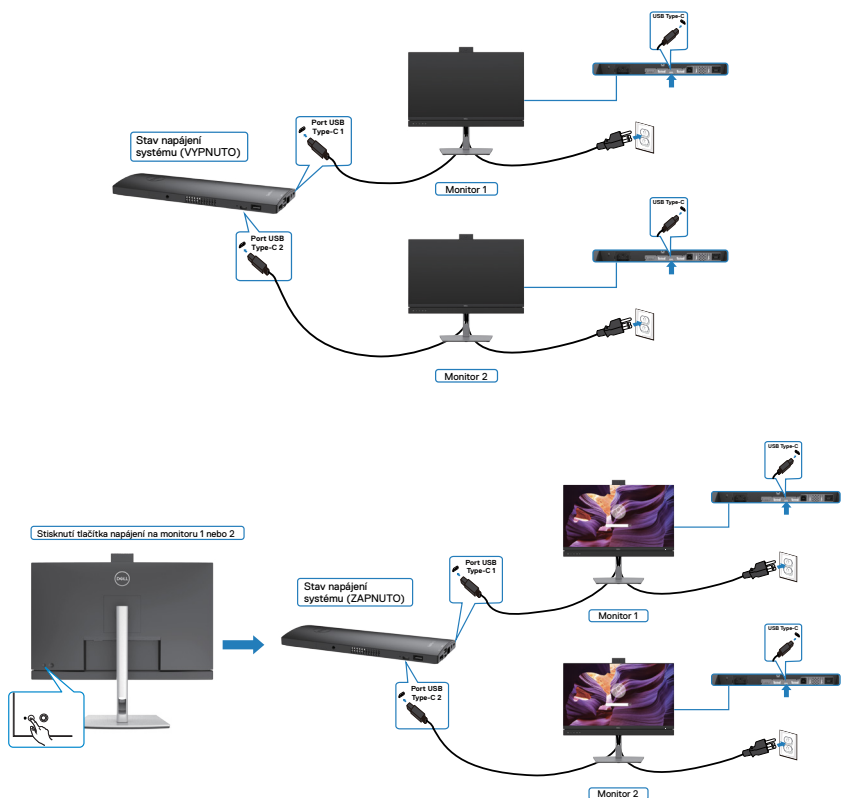 USB Type-C
Port USB
Type-C 1
Stav napájení
systému (VYPNUTO)
Monitor 1
USB Type-C
Port USB
Type-C 2
Monitor 2
USB Type-C
Stisknutí tlačítka napájení na monitoru 1 nebo 2
DELL
Port USB
Type-C 1
Stav napájení
systému (ZAPNUTO)
Monitor 1
USB Type-C
Port USB
Type-C 2
Monitor 2